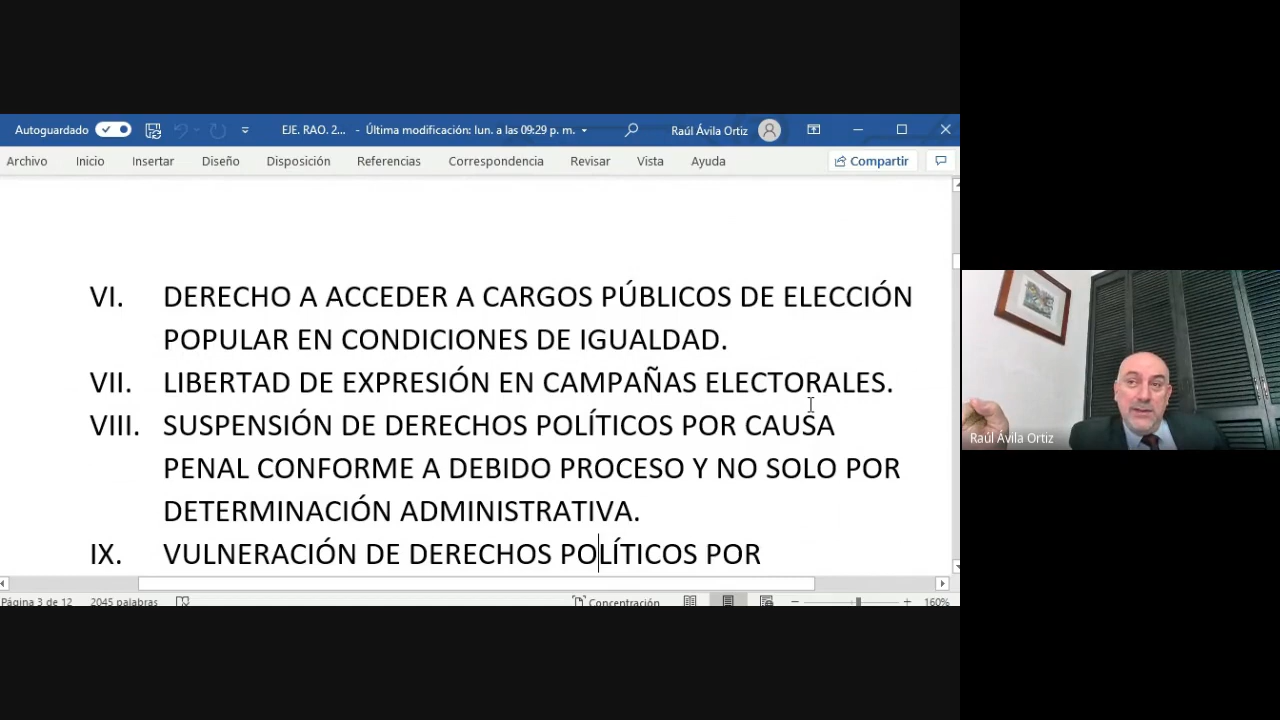 Autoguardado EJE. RAO. 2... - Última modificación: lun. a las 09:29 p. m. Raúl Ávila Ortiz
Archivo Inicio Insertar Diseño Disposición Referencias Correspondencia Revisar Vista Ayuda Compartir
VI. DERECHO A ACCEDER A CARGOS PÚBLICOS DE ELECCIÓN
POPULAR EN CONDICIONES DE IGUALDAD.
VII. LIBERTAD DE EXPRESIÓN EN CAMPAÑAS ELECTORALES.
VIII. SUSPENSIÓN DE DERECHOS POLÍTICOS POR CAUSA
PENAL CONFORME A DEBIDO PROCESO Y NO SOLO POR
DETERMINACIÓN ADMINISTRATIVA.
IX. VULNERACIÓN DE DERECHOS POLÍTICOS POR
Página 3 de 12 2045 palabras Concentración 160%
Raúl Ávila Ortiz